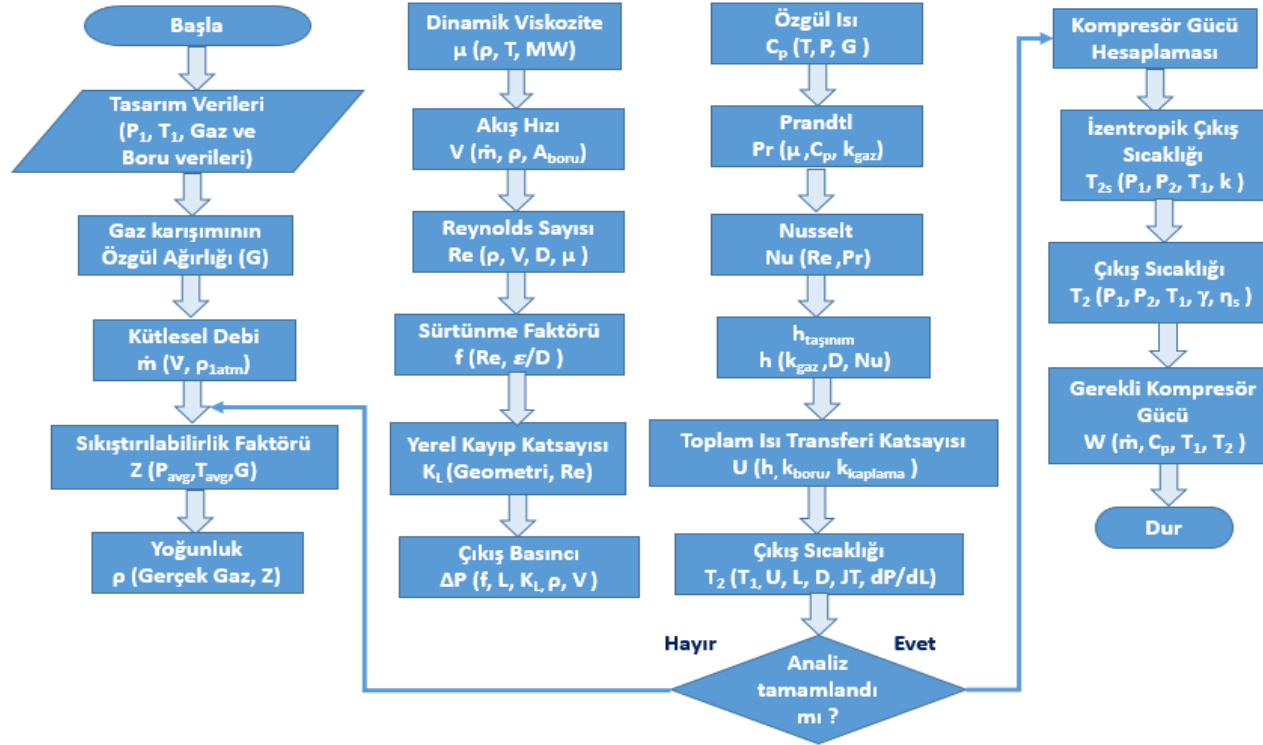 Başla
Tasarım Verileri
(P₁, T₁, Gaz ve
Boru verileri)
Gaz karışımının
Özgül Ağırlığı (G)
Kütlesel Debi
ṁ (V, ρ₁ₐₜₘ)
Sıkıştırılabilirlik Faktörü
Z (Pavg,Tavg,G)
Yoğunluk
ρ (Gerçek Gaz, Z)
Dinamik Viskozite
μ (ρ, T, MW)
Akış Hızı
V (ṁ, ρ, Aboru)
Reynolds Sayısı
Re (ρ, V, D, μ )
Sürtünme Faktörü
f (Re, ε/D )
Yerel Kayıp Katsayısı
KL (Geometri, Re)
Çıkış Basıncı
ΔP (f, L, KL, ρ, V )
Özgül Isı
Cp (T, P, G )
Prandtl
Pr (μ ,Cp, kgaz)
Nusselt
Nu (Re ,Pr)
htaşınım
h (kgaz ,D, Nu)
Toplam Isı Transferi Katsayısı
U (h, kboru, kkaplama )
Çıkış Sıcaklığı
T₂ (T₁, U, L, D, JT, dP/dL)
Hayır
Evet
Analiz
tamamlandı
mı ?
Kompresör Gücü
Hesaplaması
İzentropik Çıkış
Sıcaklığı
T₂ₛ (P₁, P₂, T₁, k )
Çıkış Sıcaklığı
T₂ (P₁, P₂, T₁, γ, ηₛ )
Gerekli Kompresör
Gücü
W (ṁ, Cp, T₁, T₂ )
Dur